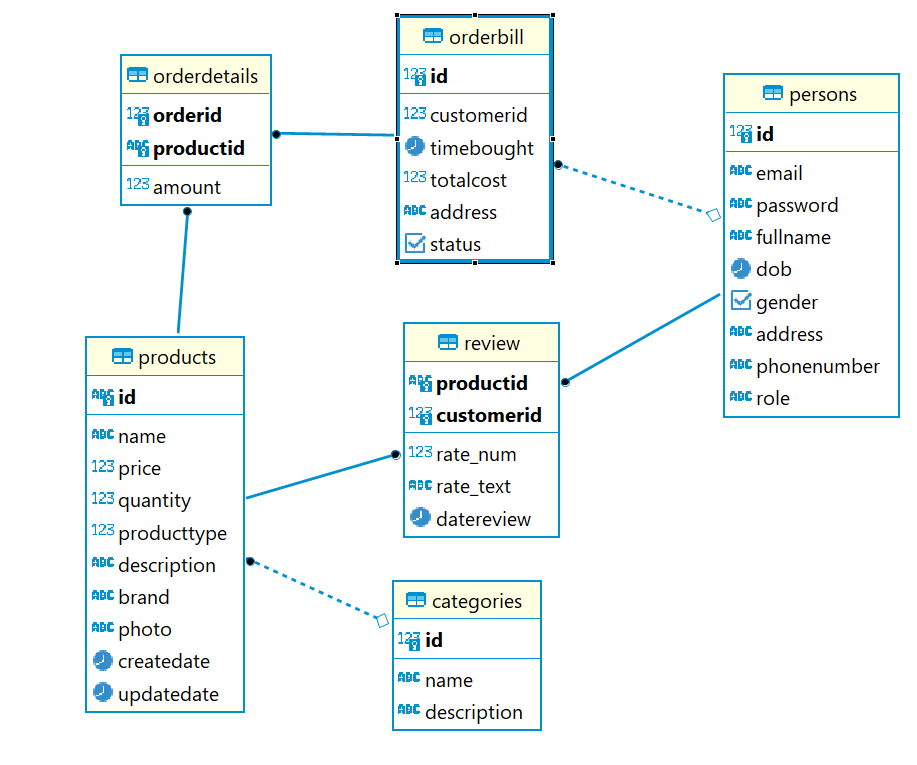 orderdetails
123 orderid
ABC productid
123 amount
orderbill
123 id
123 customerid
timebought
123 totalcost
ABC address
status
persons
123 id
ABC email
ABC password
ABC fullname
dob
gender
ABC address
ABC phonenumber
ABC role
products
ABC id
ABC name
123 price
123 quantity
123 producttype
ABC description
ABC brand
ABC photo
createdate
updatedate
review
ABC productid
123 customerid
123 rate_num
ABC rate_text
datereview
categories
123 id
ABC name
ABC description